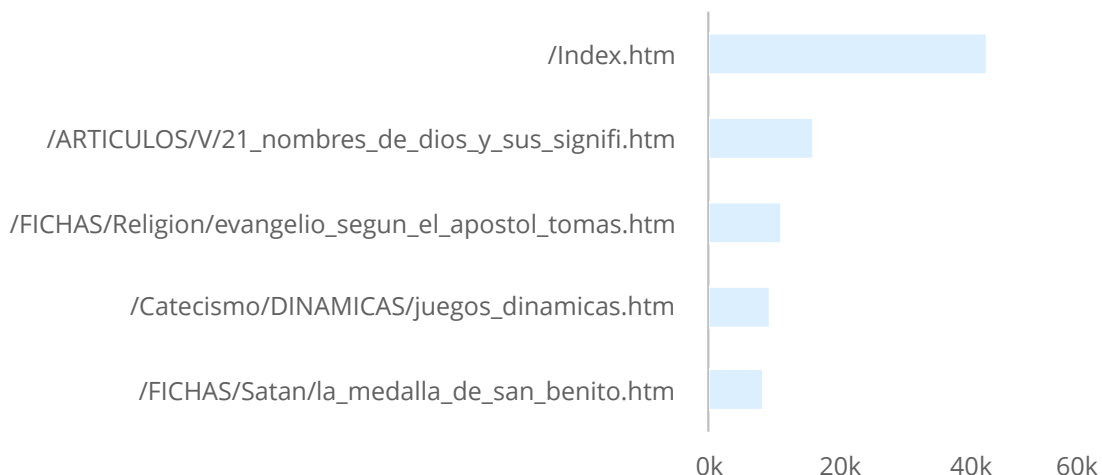 /Index.htm
/ARTICULOS/V/21_nombres_de_dios_y_sus_signifi.htm
/FICHAS/Religion/evangelio_segun_el_apostol_tomas.htm
/Catecismo/DINAMICAS/juegos_dinamicas.htm
/FICHAS/Satan/la_medalla_de_san_benito.htm
0k 20k 40k 60k